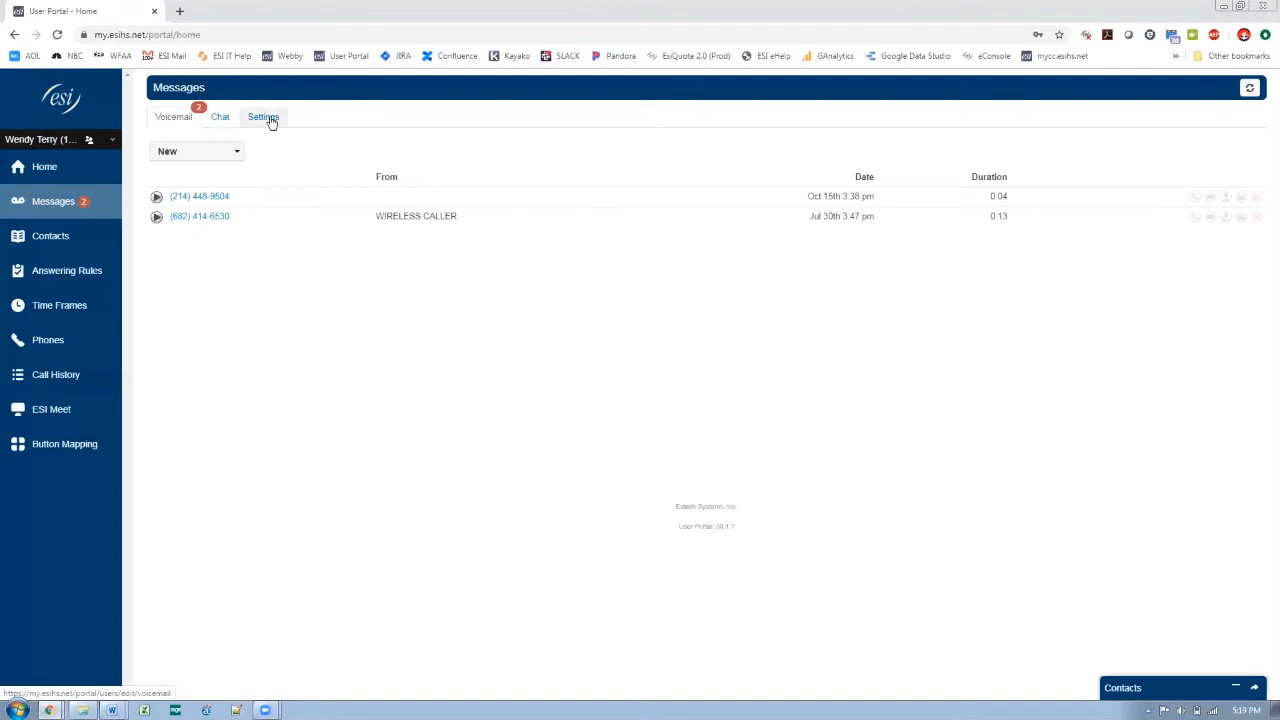 User Portal - Home
my.esihs.net/portal/home
AOL NBC WFAA ESI Mail ESI IT Help Webby User Portal JIRA Confluence Kayako SLACK Pandora EsiQuote 2.0 (Prod) ESI eHelp GAnalytics Google Data Studio eConsole mycc.esihs.net » Other bookmarks
esi
Messages
Wendy Terry (1...
Voicemail 2 Chat Settings
Home
New
Messages 2
From Date Duration
(214) 448-9504 Oct 15th 3:38 pm 0:04
(682) 414-6530 WIRELESS CALLER Jul 30th 3:47 pm 0:13
Contacts
Answering Rules
Time Frames
Phones
Call History
ESI Meet
Button Mapping
Estech Systems, Inc.
User Portal: 39.1.7
Contacts
https://my.esihs.net/portal/users/edit/voicemail
5:19 PM